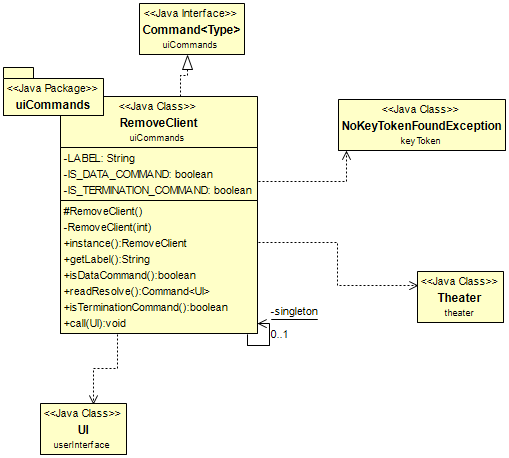 <<Java Interface>>
Command<Type>
uiCommands
<<Java Package>>
uiCommands
<<Java Class>>
RemoveClient
uiCommands
-LABEL: String
-IS_DATA_COMMAND: boolean
-IS_TERMINATION_COMMAND: boolean
#RemoveClient()
-RemoveClient(int)
+instance():RemoveClient
+getLabel():String
+isDataCommand():boolean
+readResolve():Command<UI>
+isTerminationCommand():boolean
+call(UI):void
<<Java Class>>
NoKeyTokenFoundException
keyToken
<<Java Class>>
Theater
theater
-singleton
0..1
<<Java Class>>
UI
userInterface